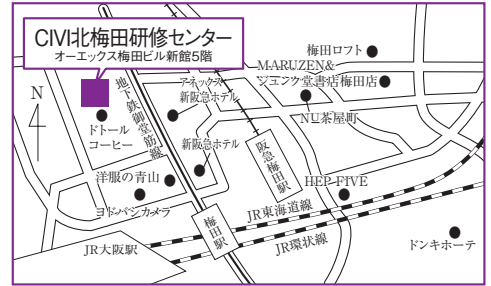 CIVI北梅田研修センター
オーエックス梅田ビル新館5階
梅田ロフト
MARUZEN&
ジュンク堂書店梅田店
N
地下鉄御堂筋線
アネックス
新阪急ホテル
NU茶屋町
ドトール
コーヒー
新阪急ホテル
阪急梅田駅
洋服の青山
HEP FIVE
ヨドバシカメラ
梅田駅
JR東海道線
JR大阪駅
JR環状線
ドンキホーテ